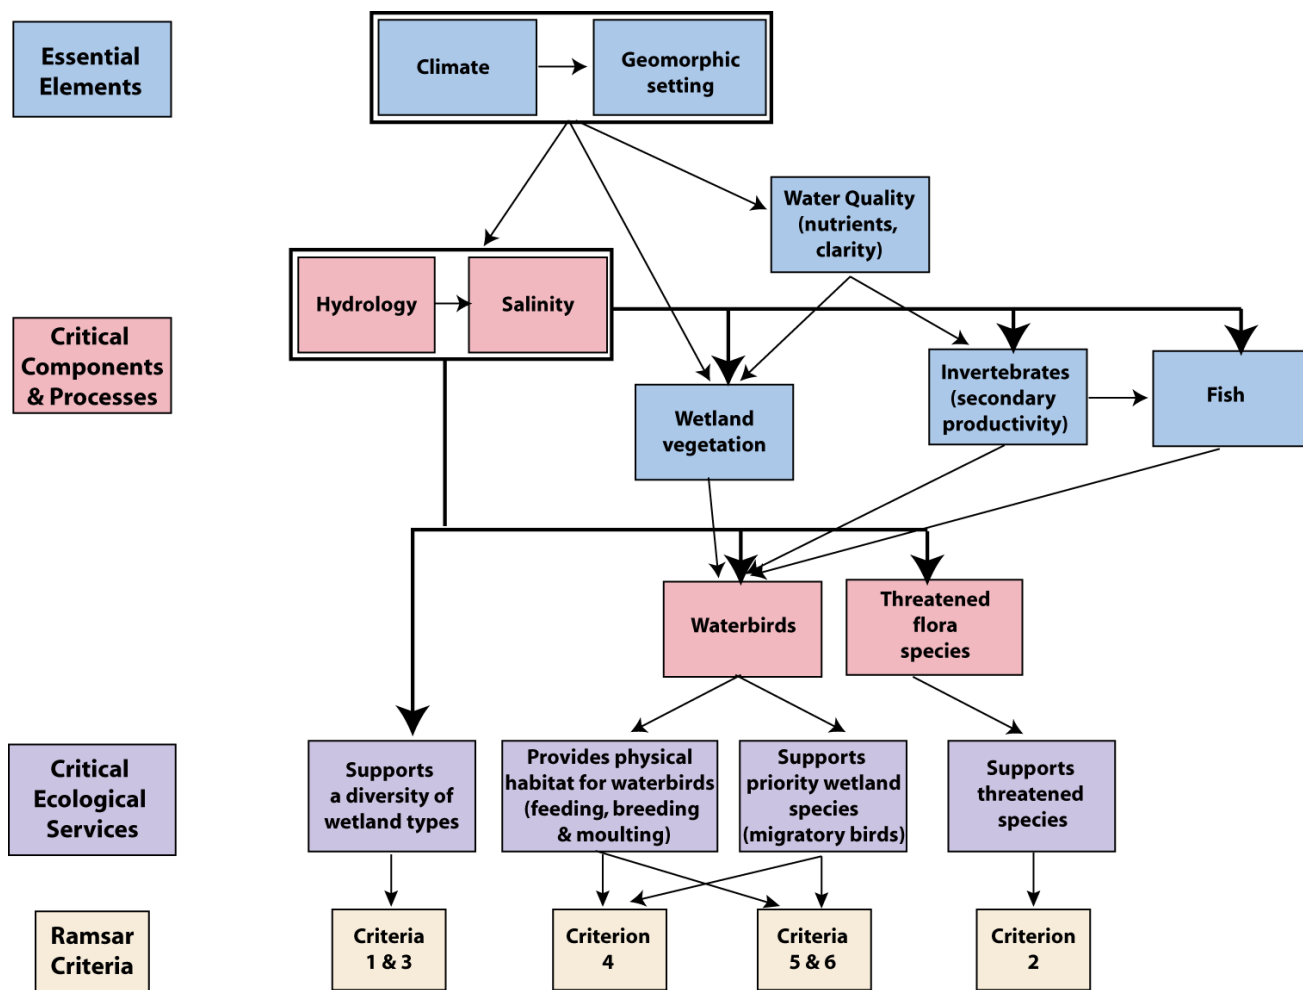 Essential
Elements
Climate
Geomorphic
setting
Water Quality
(nutrients,
clarity)
Hydrology
Salinity
Critical
Components
& Processes
Wetland
vegetation
Invertebrates
(secondary
productivity)
Fish
Waterbirds
Threatened
flora
species
Critical
Ecological
Services
Supports
a diversity of
wetland types
Provides physical
habitat for waterbirds
(feeding, breeding
& moulting)
Supports
priority wetland
species
(migratory birds)
Supports
threatened
species
Ramsar
Criteria
Criteria
1 & 3
Criterion
4
Criteria
5 & 6
Criterion
2